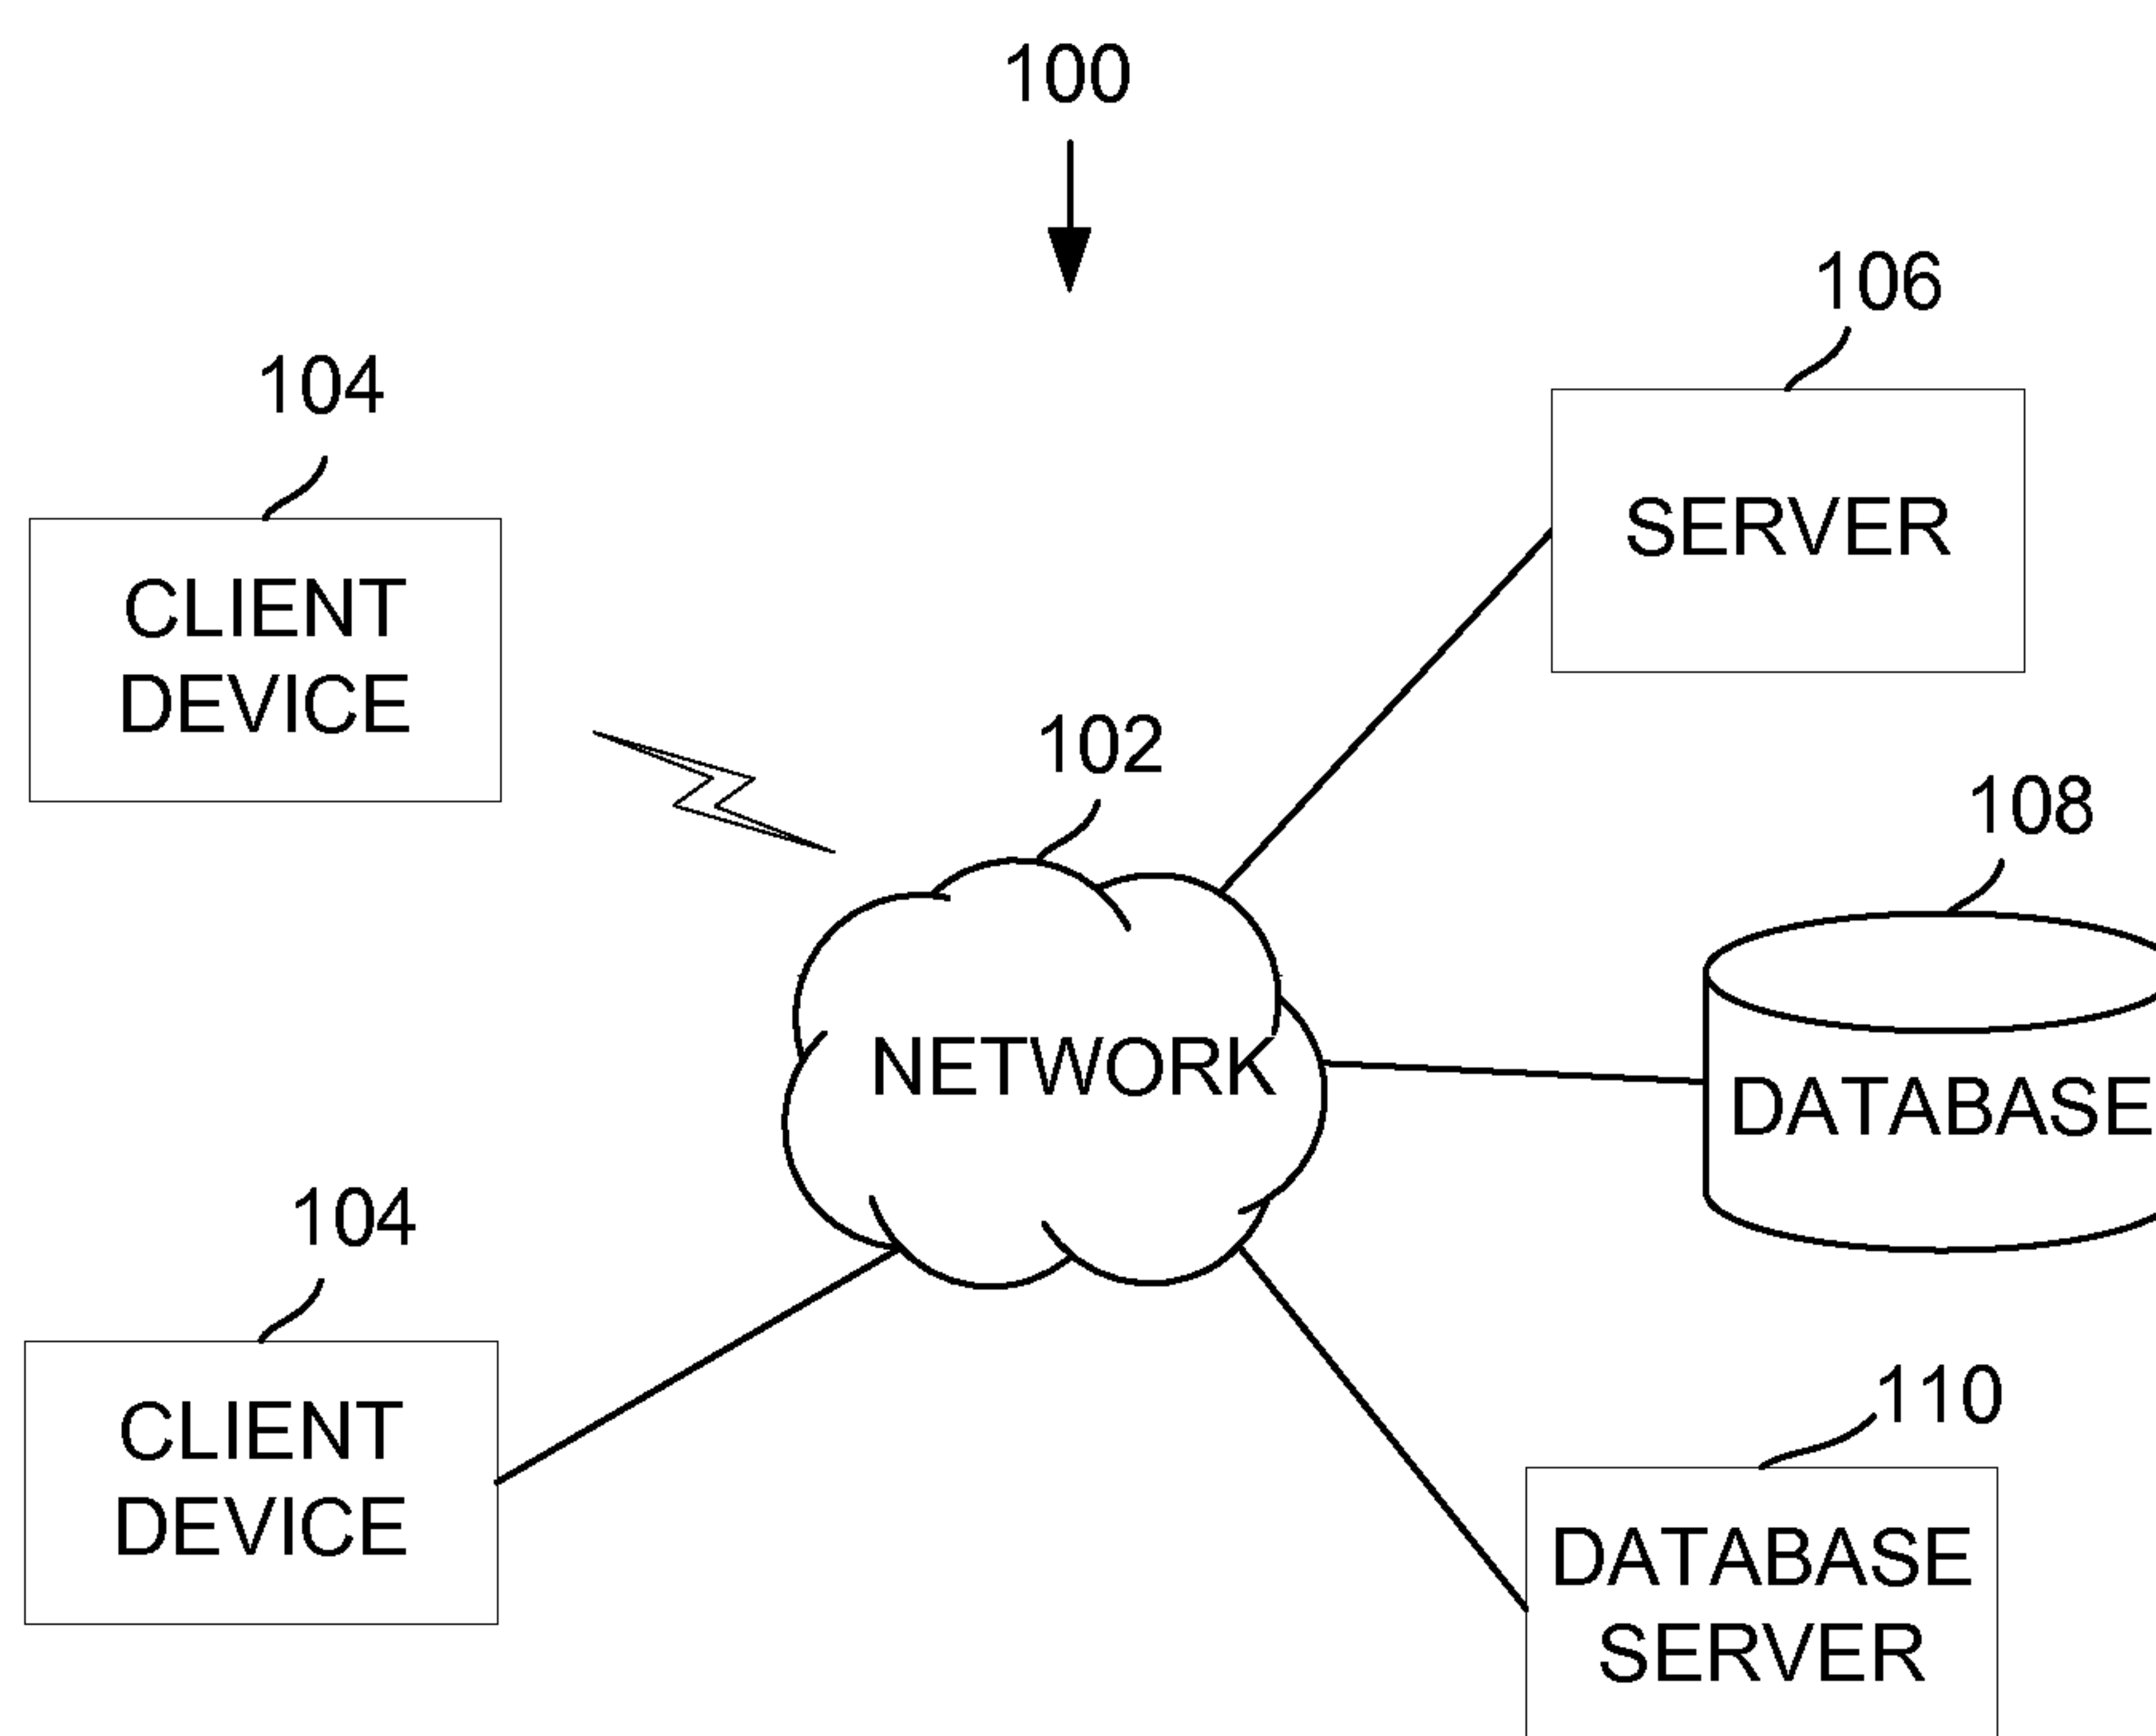 100
106
104
SERVER
CLIENT
DEVICE
102
108
NETWORK
DATABASE
104
110
CLIENT
DEVICE
DATABASE
SERVER